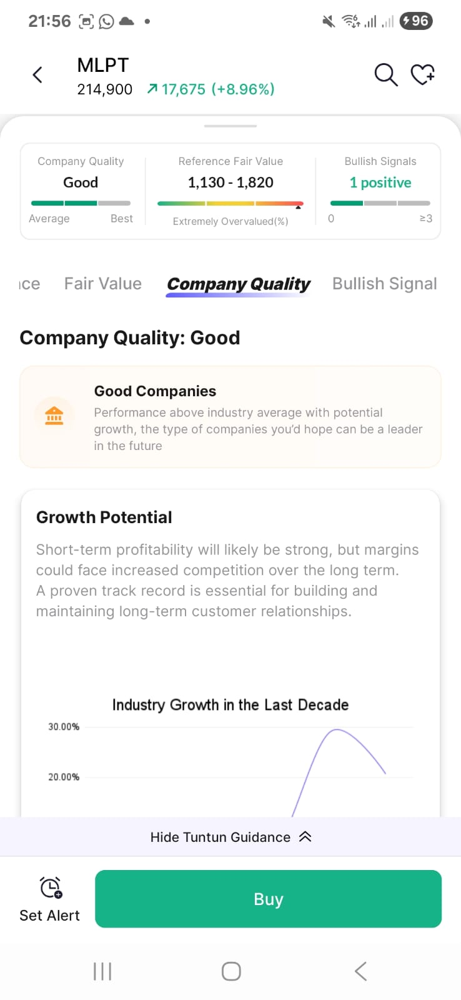 21:56
96
MLPT
214,900 17,675 (+8.96%)
Company Quality
Good
Average Best
Reference Fair Value
1,130 - 1,820
Extremely Overvalued(%)
Bullish Signals
1 positive
0 ≥3
ce Fair Value Company Quality Bullish Signal
Company Quality: Good
Good Companies
Performance above industry average with potential
growth, the type of companies you’d hope can be a leader
in the future
Growth Potential
Short-term profitability will likely be strong, but margins
could face increased competition over the long term.
A proven track record is essential for building and
maintaining long-term customer relationships.
Industry Growth in the Last Decade
30.00%
20.00%
Hide Tuntun Guidance
Set Alert
Buy